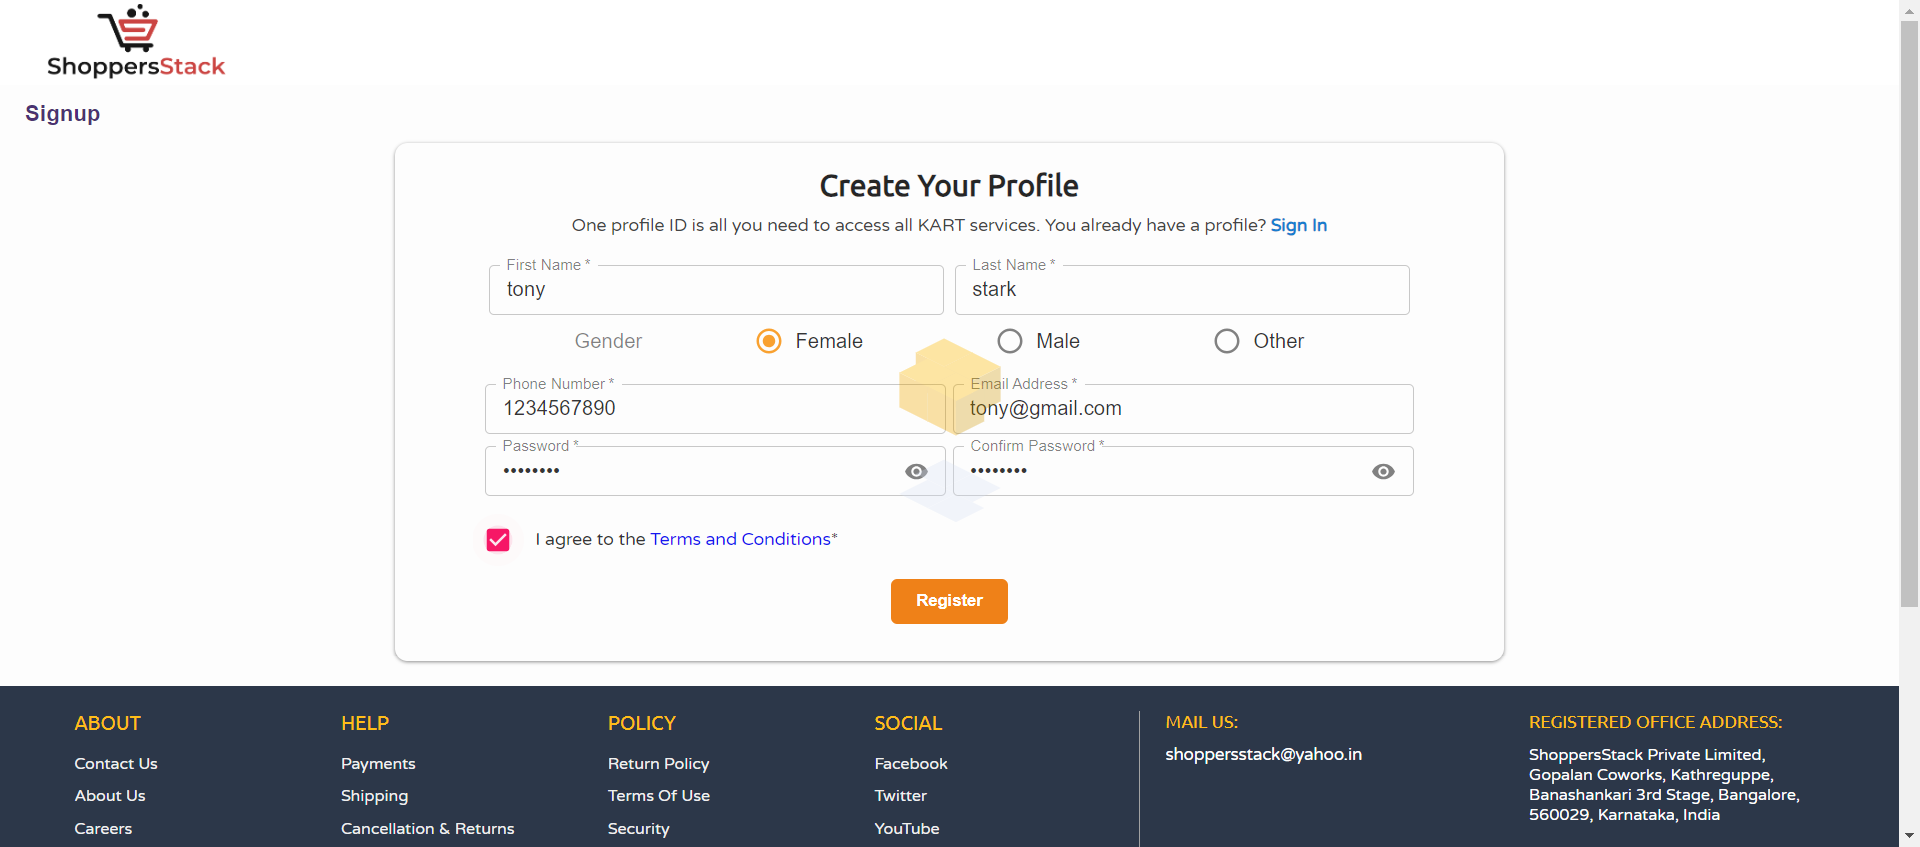 ShoppersStack
Signup
Create Your Profile
One profile ID is all you need to access all KART services. You already have a profile? Sign In
First Name *
tony
Last Name *
stark
Gender
Female
Male
Other
Phone Number *
1234567890
Email Address *
tony@gmail.com
Password *
••••••••
Confirm Password *
••••••••
I agree to the Terms and Conditions*
Register
ABOUT
Contact Us
About Us
Careers
HELP
Payments
Shipping
Cancellation & Returns
POLICY
Return Policy
Terms Of Use
Security
SOCIAL
Facebook
Twitter
YouTube
MAIL US:
shoppersstack@yahoo.in
REGISTERED OFFICE ADDRESS:
ShoppersStack Private Limited,
Gopalan Coworks, Kathreguppe,
Banashankari 3rd Stage, Bangalore,
560029, Karnataka, India